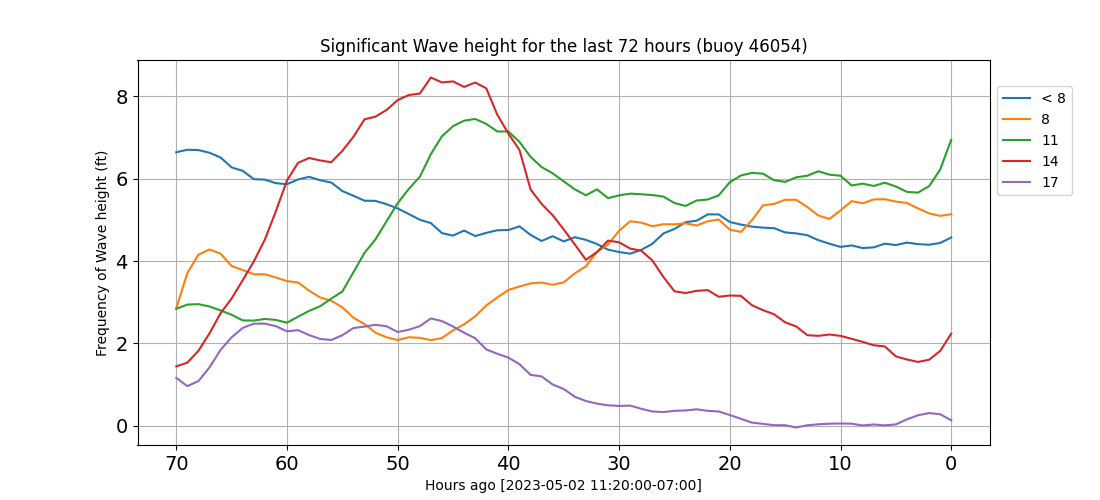 Significant Wave height for the last 72 hours (buoy 46054)
Frequency of Wave height (ft)
8
6
4
2
0
70 60 50 40 30 20 10 0
Hours ago [2023-05-02 11:20:00-07:00]
< 8
8
11
14
17